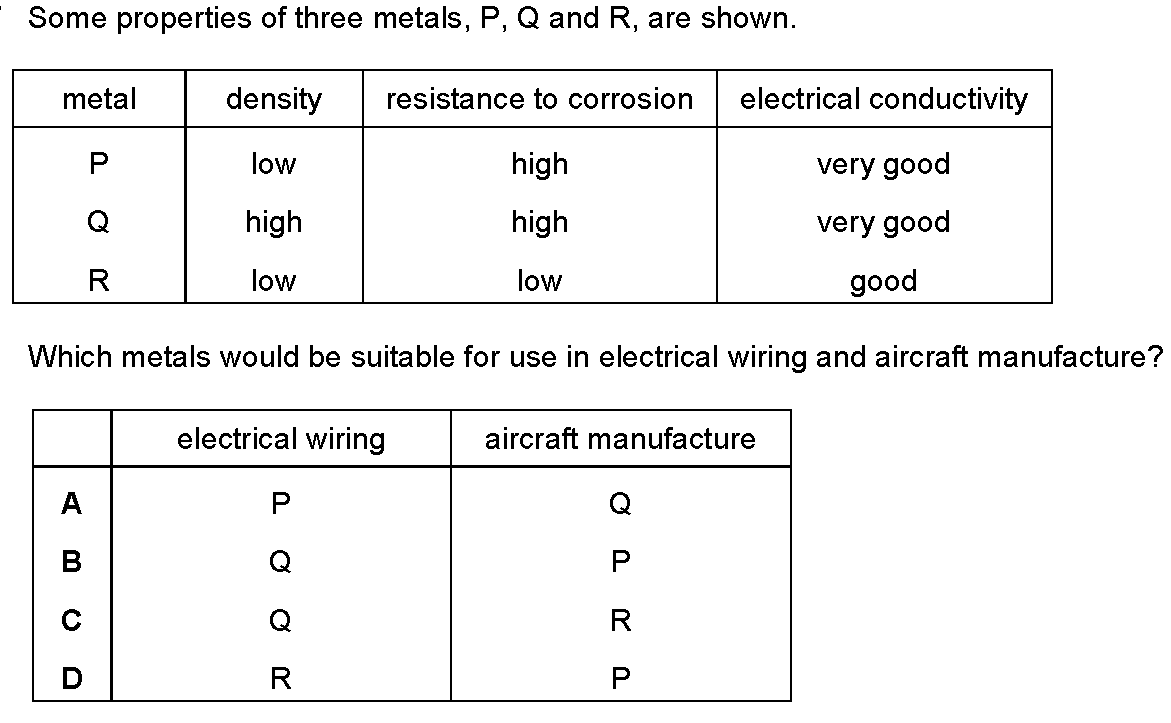 Some properties of three metals, P, Q and R, are shown.
metal density resistance to corrosion electrical conductivity
P low high very good
Q high high very good
R low low good
Which metals would be suitable for use in electrical wiring and aircraft manufacture?
electrical wiring aircraft manufacture
A P Q
B Q P
C Q R
D R P